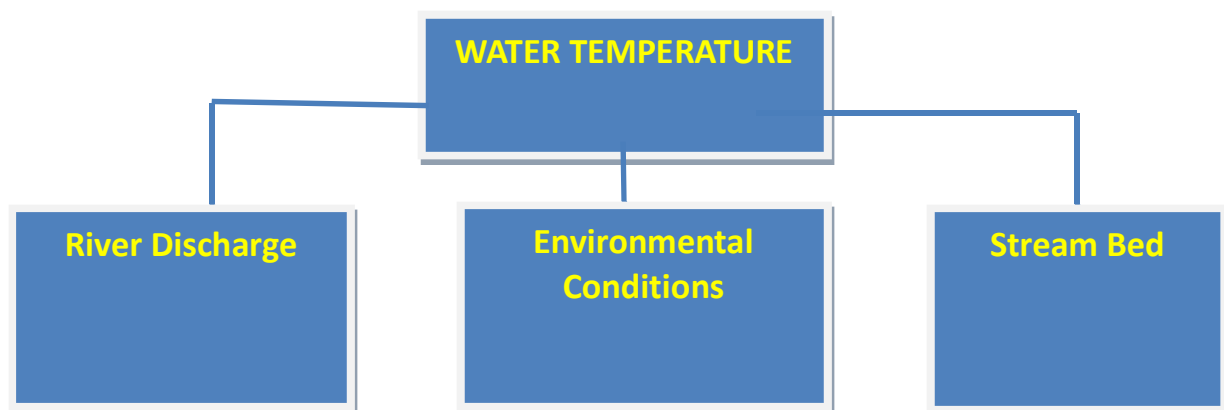 WATER TEMPERATURE
River Discharge
Environmental
Conditions
Stream Bed